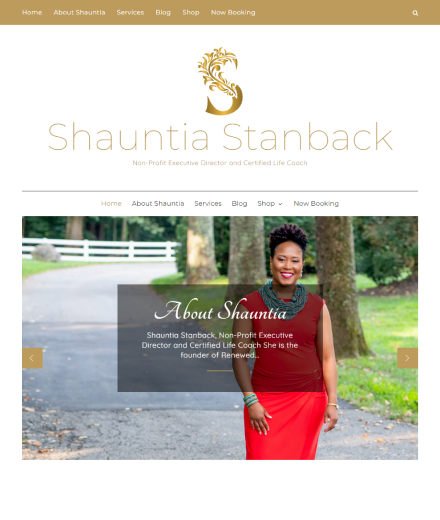 Home About Shauntia Services Blog Shop Now Booking
S
Shauntia Stanback
Non-Profit Executive Director and Certified Life Coach
Home About Shauntia Services Blog Shop Now Booking
About Shauntia
Shauntia Stanback, Non-Profit Executive
Director and Certified Life Coach She is the
founder of Renewed...